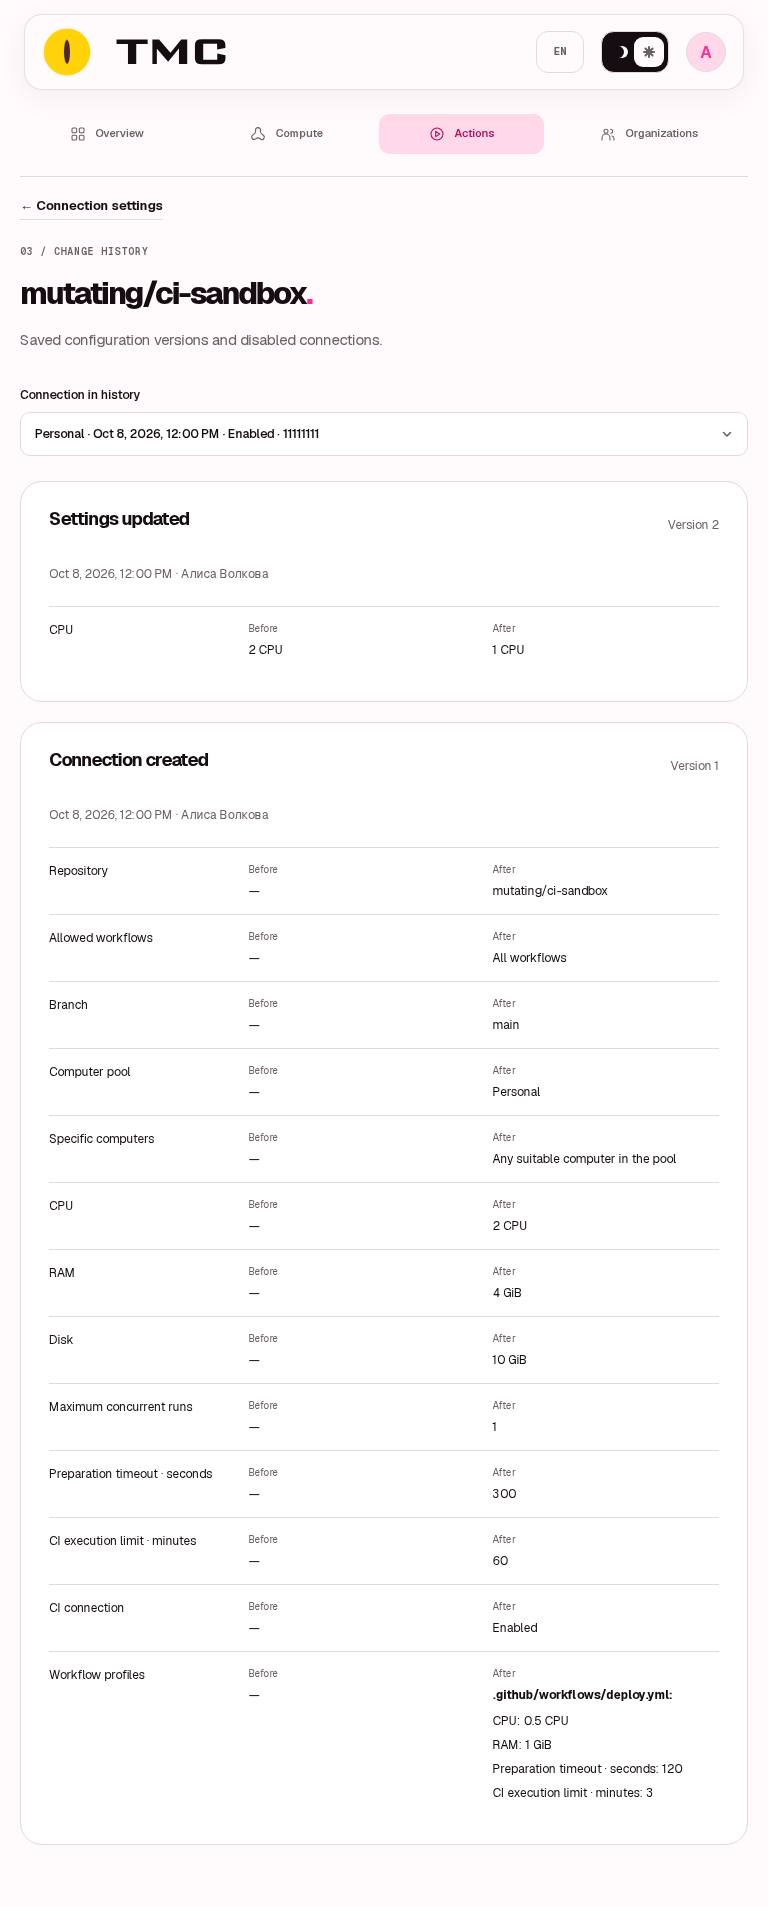 TMC
EN
A
Overview
Compute
Actions
Organizations
← Connection settings
03 / CHANGE HISTORY
mutating/ci-sandbox.
Saved configuration versions and disabled connections.
Connection in history
Personal · Oct 8, 2026, 12:00 PM · Enabled · 11111111
Settings updated
Version 2
Oct 8, 2026, 12:00 PM · Алиса Волкова
CPU
Before
2 CPU
After
1 CPU
Connection created
Version 1
Oct 8, 2026, 12:00 PM · Алиса Волкова
Repository
Before
—
After
mutating/ci-sandbox
Allowed workflows
Before
—
After
All workflows
Branch
Before
—
After
main
Computer pool
Before
—
After
Personal
Specific computers
Before
—
After
Any suitable computer in the pool
CPU
Before
—
After
2 CPU
RAM
Before
—
After
4 GiB
Disk
Before
—
After
10 GiB
Maximum concurrent runs
Before
—
After
1
Preparation timeout · seconds
Before
—
After
300
CI execution limit · minutes
Before
—
After
60
CI connection
Before
—
After
Enabled
Workflow profiles
Before
—
After
.github/workflows/deploy.yml:
CPU: 0.5 CPU
RAM: 1 GiB
Preparation timeout · seconds: 120
CI execution limit · minutes: 3